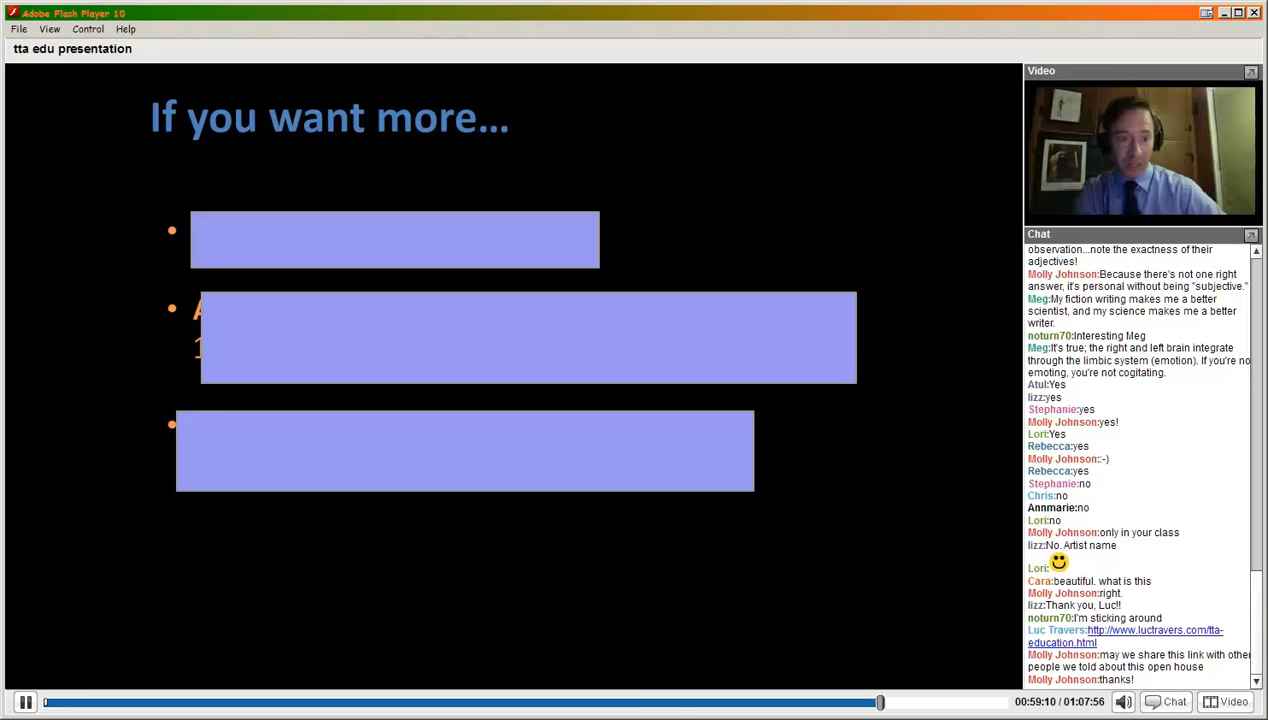 Adobe Flash Player 10
File View Control Help
tta edu presentation
If you want more...
•
• A
1
•
Video
Chat
observation...note the exactness of their
adjectives!
Molly Johnson:Because there's not one right
answer, it's personal without being "subjective."
Meg:My fiction writing makes me a better
scientist, and my science makes me a better
writer.
noturn70:Interesting Meg
Meg:It's true; the right and left brain integrate
through the limbic system (emotion). If you're no
emoting, you're not cogitating.
Atul:Yes
lizz:yes
Stephanie:yes
Molly Johnson:yes!
Lori:Yes
Rebecca:yes
Molly Johnson::-)
Rebecca:yes
Stephanie:no
Chris:no
Annmarie:no
Lori:no
Molly Johnson:only in your class
lizz:No. Artist name
Lori:
Cara:beautiful. what is this
Molly Johnson:right.
lizz:Thank you, Luc!!
noturn70:I'm sticking around
Luc Travers:http://www.luctravers.com/tta-
education.html
Molly Johnson:may we share this link with other
people we told about this open house
Molly Johnson:thanks!
00:59:10 / 01:07:56 Chat Video